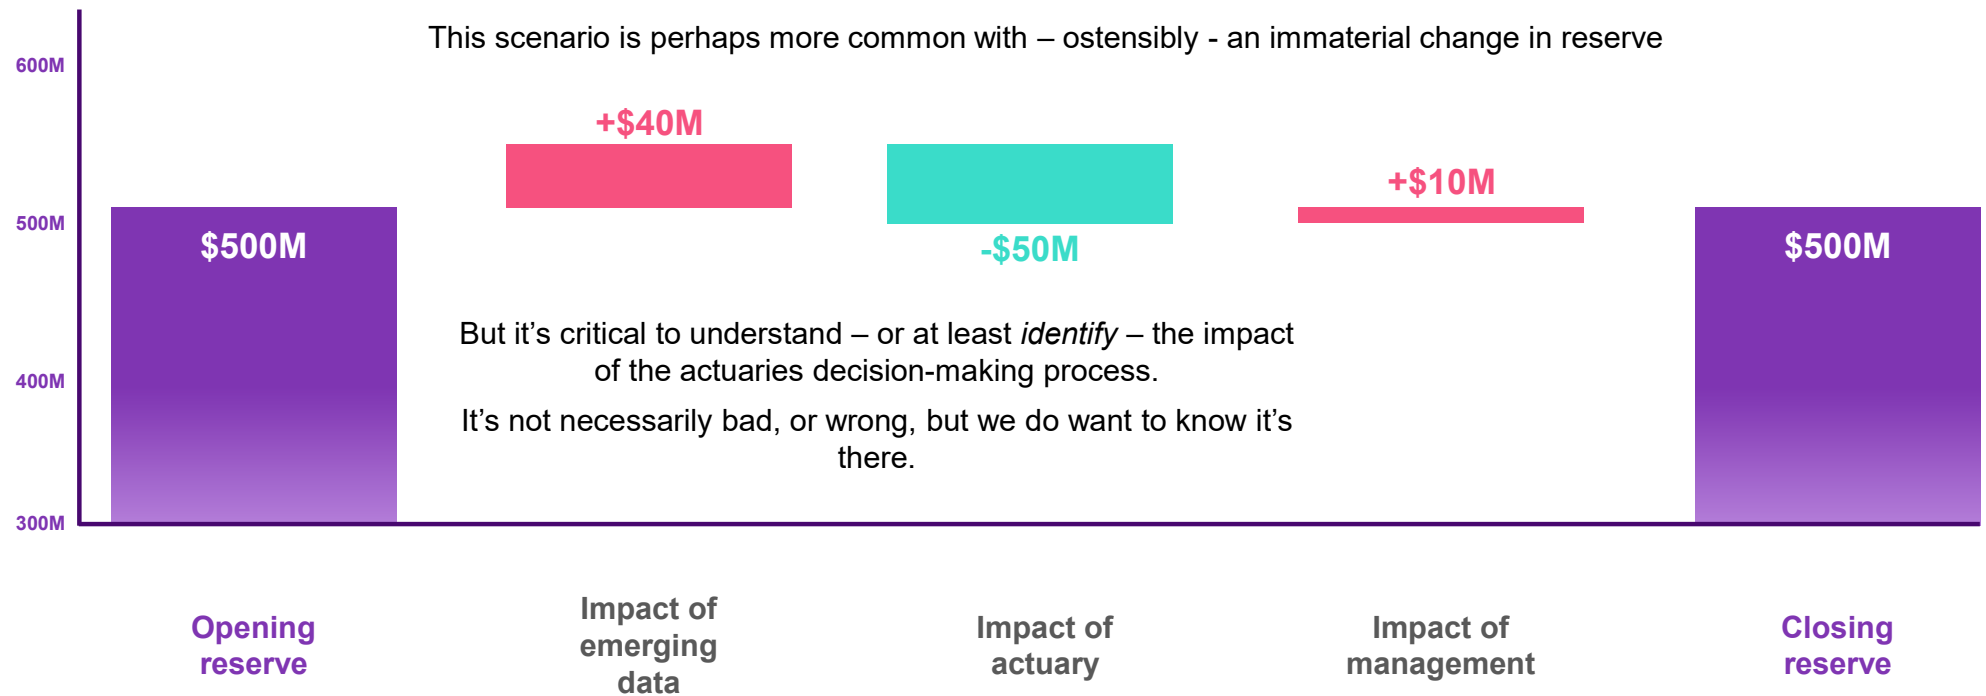 This scenario is perhaps more common with – ostensibly - an immaterial change in reserve
600M
+$40M
+$10M
500M
$500M
-$50M
$500M
But it’s critical to understand – or at least identify – the impact
of the actuaries decision-making process.
400M
It’s not necessarily bad, or wrong, but we do want to know it’s
there.
300M
Opening
reserve
Impact of
emerging
data
Impact of
actuary
Impact of
management
Closing
reserve